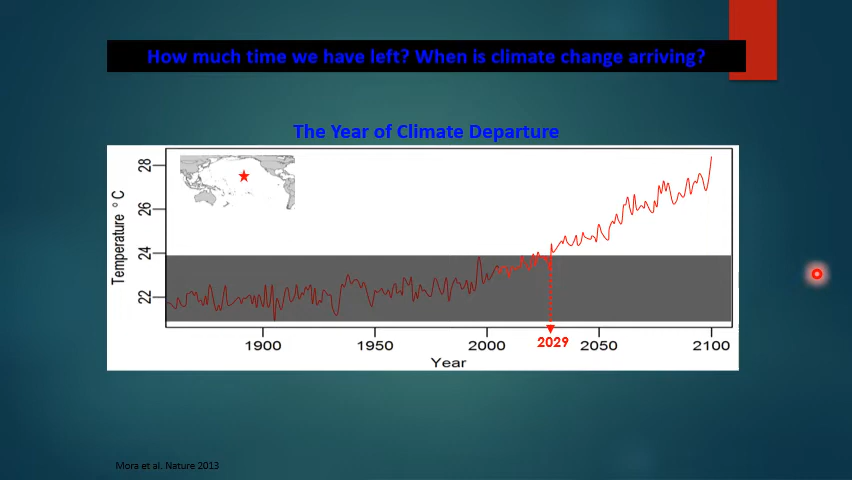 How much time we have left? When is climate change arriving?
The Year of Climate Departure
Temperature ° C
28
26
24
22
1900
1950
2000
2029
2050
2100
Year
Mora et al. Nature 2013